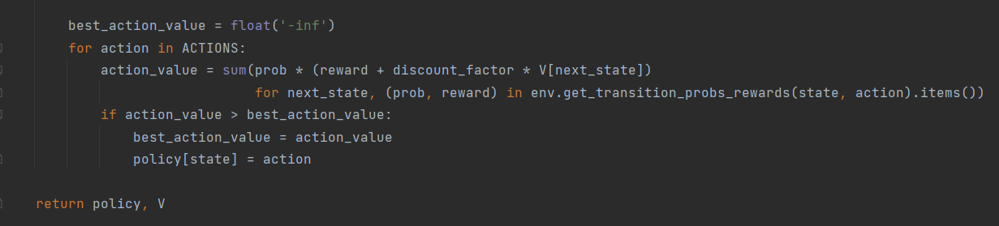 best_action_value = float('-inf')
for action in ACTIONS:
action_value = sum(prob * (reward + discount_factor * V[next_state])
for next_state, (prob, reward) in env.get_transition_probs_rewards(state, action).items())
if action_value > best_action_value:
best_action_value = action_value
policy[state] = action
return policy, V